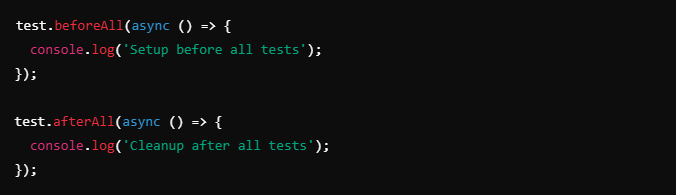 test.beforeAll(async () => {
  console.log('Setup before all tests');
});

test.afterAll(async () => {
  console.log('Cleanup after all tests');
});